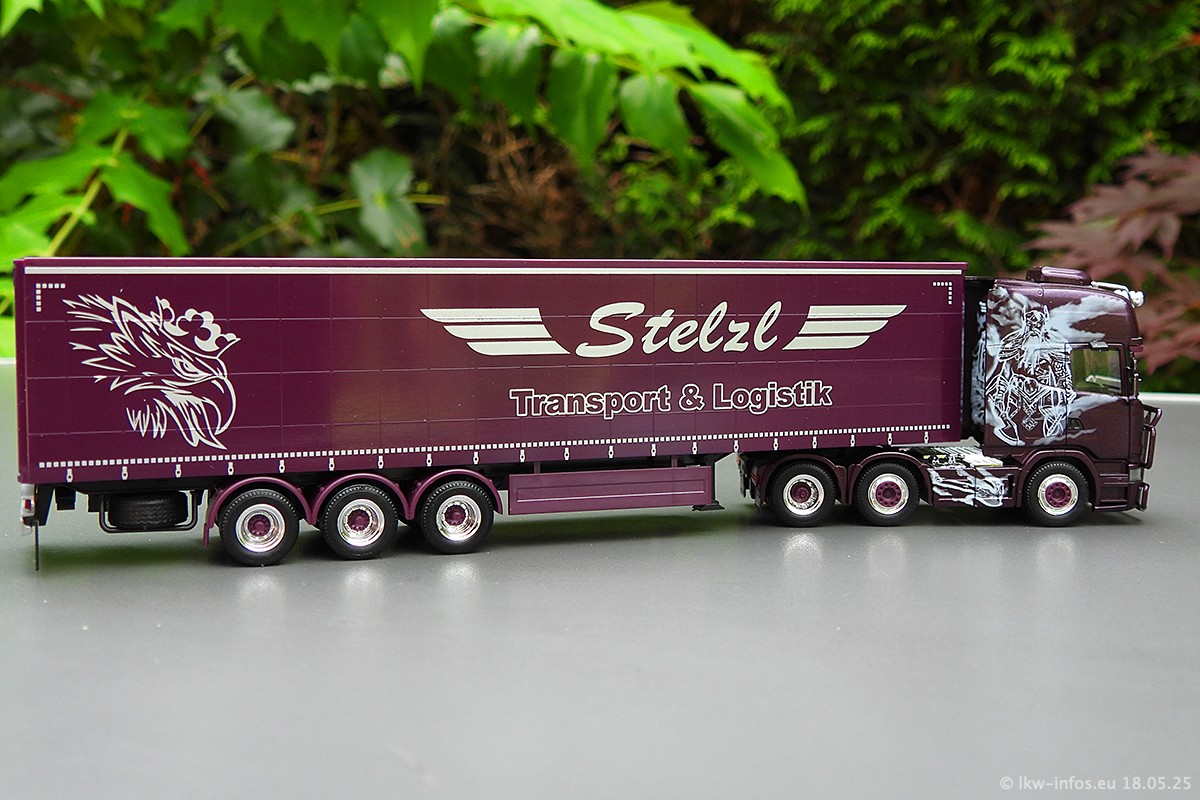 Stelzl
Transport & Logistik
© lkw-infos.eu 18.05.25